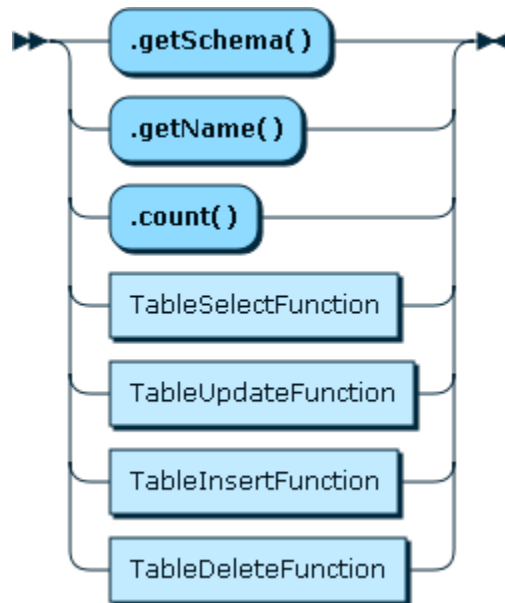 .getSchema()
.getName()
.count()
TableSelectFunction
TableUpdateFunction
TableInsertFunction
TableDeleteFunction